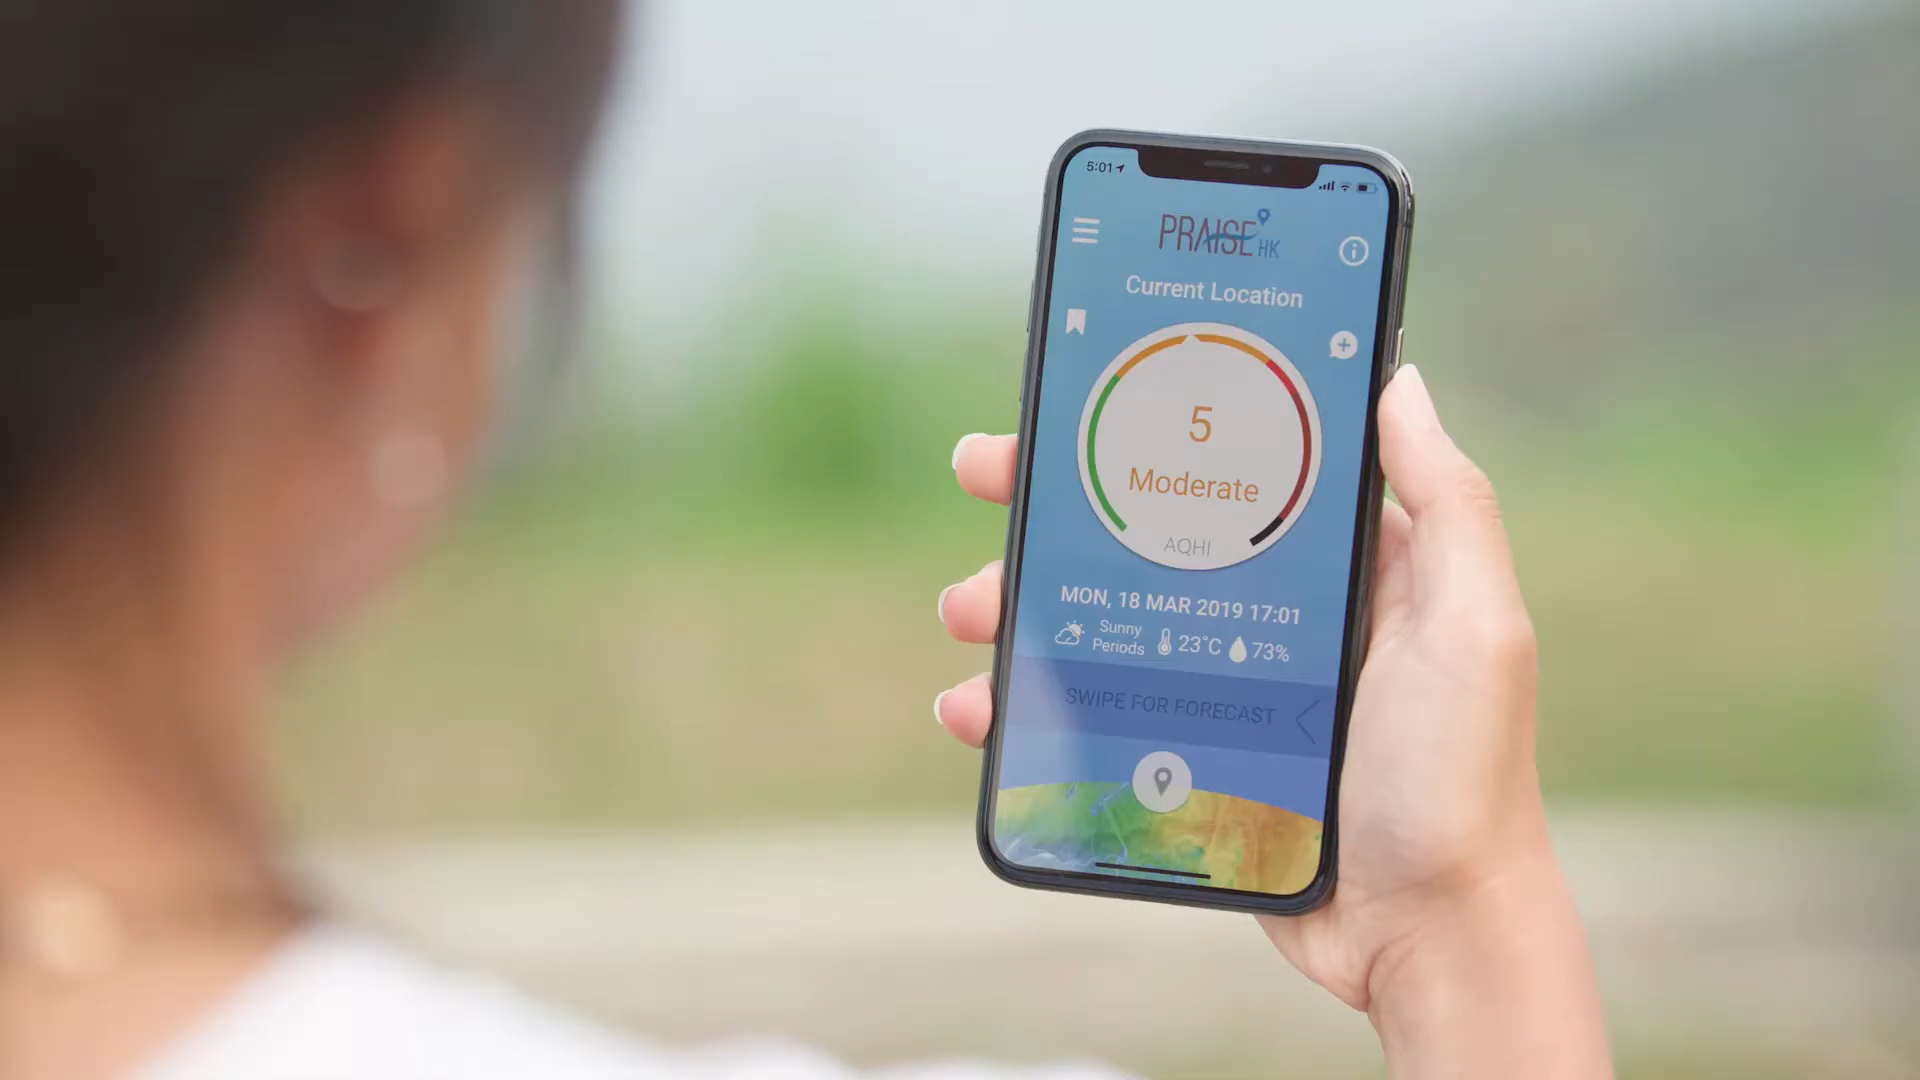 5:01
PRAISE HK
Current Location
5
Moderate
AQHI
MON, 18 MAR 2019 17:01
Sunny Periods 23°C 73%
SWIPE FOR FORECAST